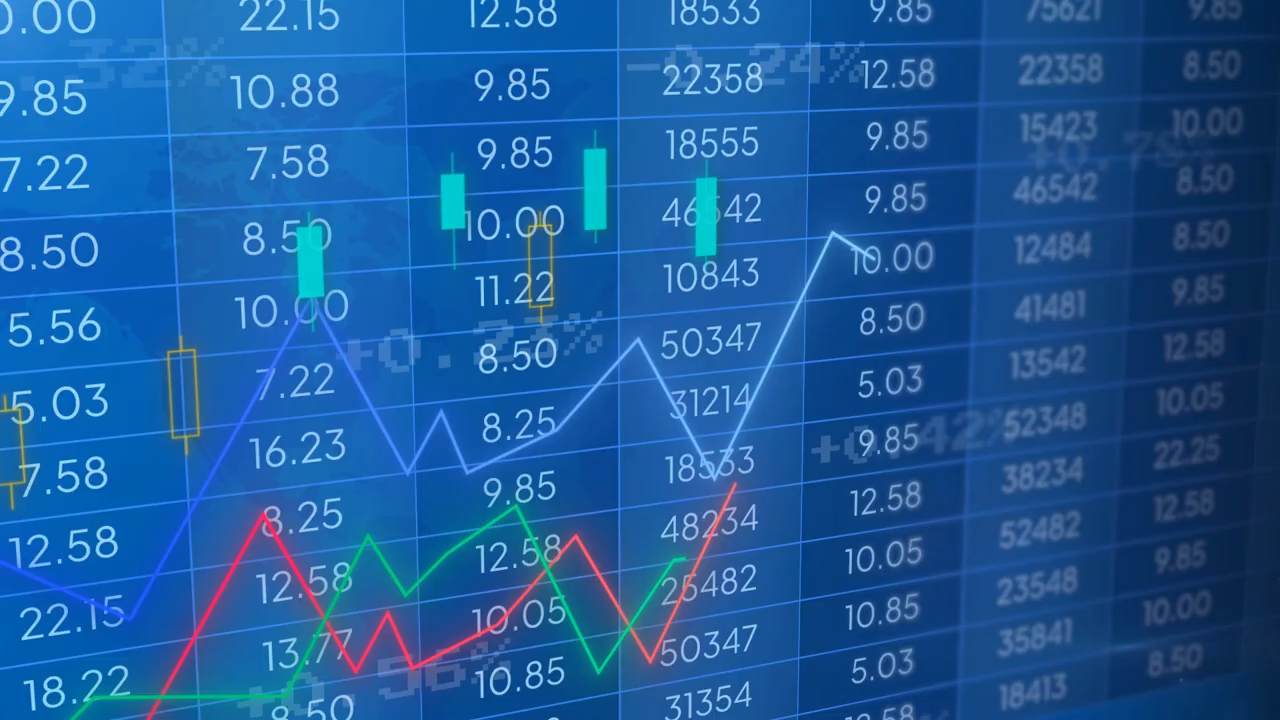 0.00 22.15 12.58 18533 9.85 75621 9.85
-0.24%
9.85 10.88 9.85 22358 12.58 22358 8.50
7.22 7.58 9.85 18555 9.85 15423 10.00
8.50 8.50 10.00 46542 9.85 46542 8.50
5.56 10.00 11.22 10843 10.00 12484 8.50
5.03 7.22 8.50 50347 8.50 41481 9.85
7.58 16.23 8.25 31214 5.03 13542 12.58
12.58 8.25 9.85 18533 9.85 52348 10.05
22.15 12.58 12.58 48234 12.58 38234 22.25
18.22 13.77 10.05 25482 10.05 52482 12.58
8.50 10.85 50347 10.85 23548 9.85
31354 5.03 35841 10.00
12.58 18413 8.50